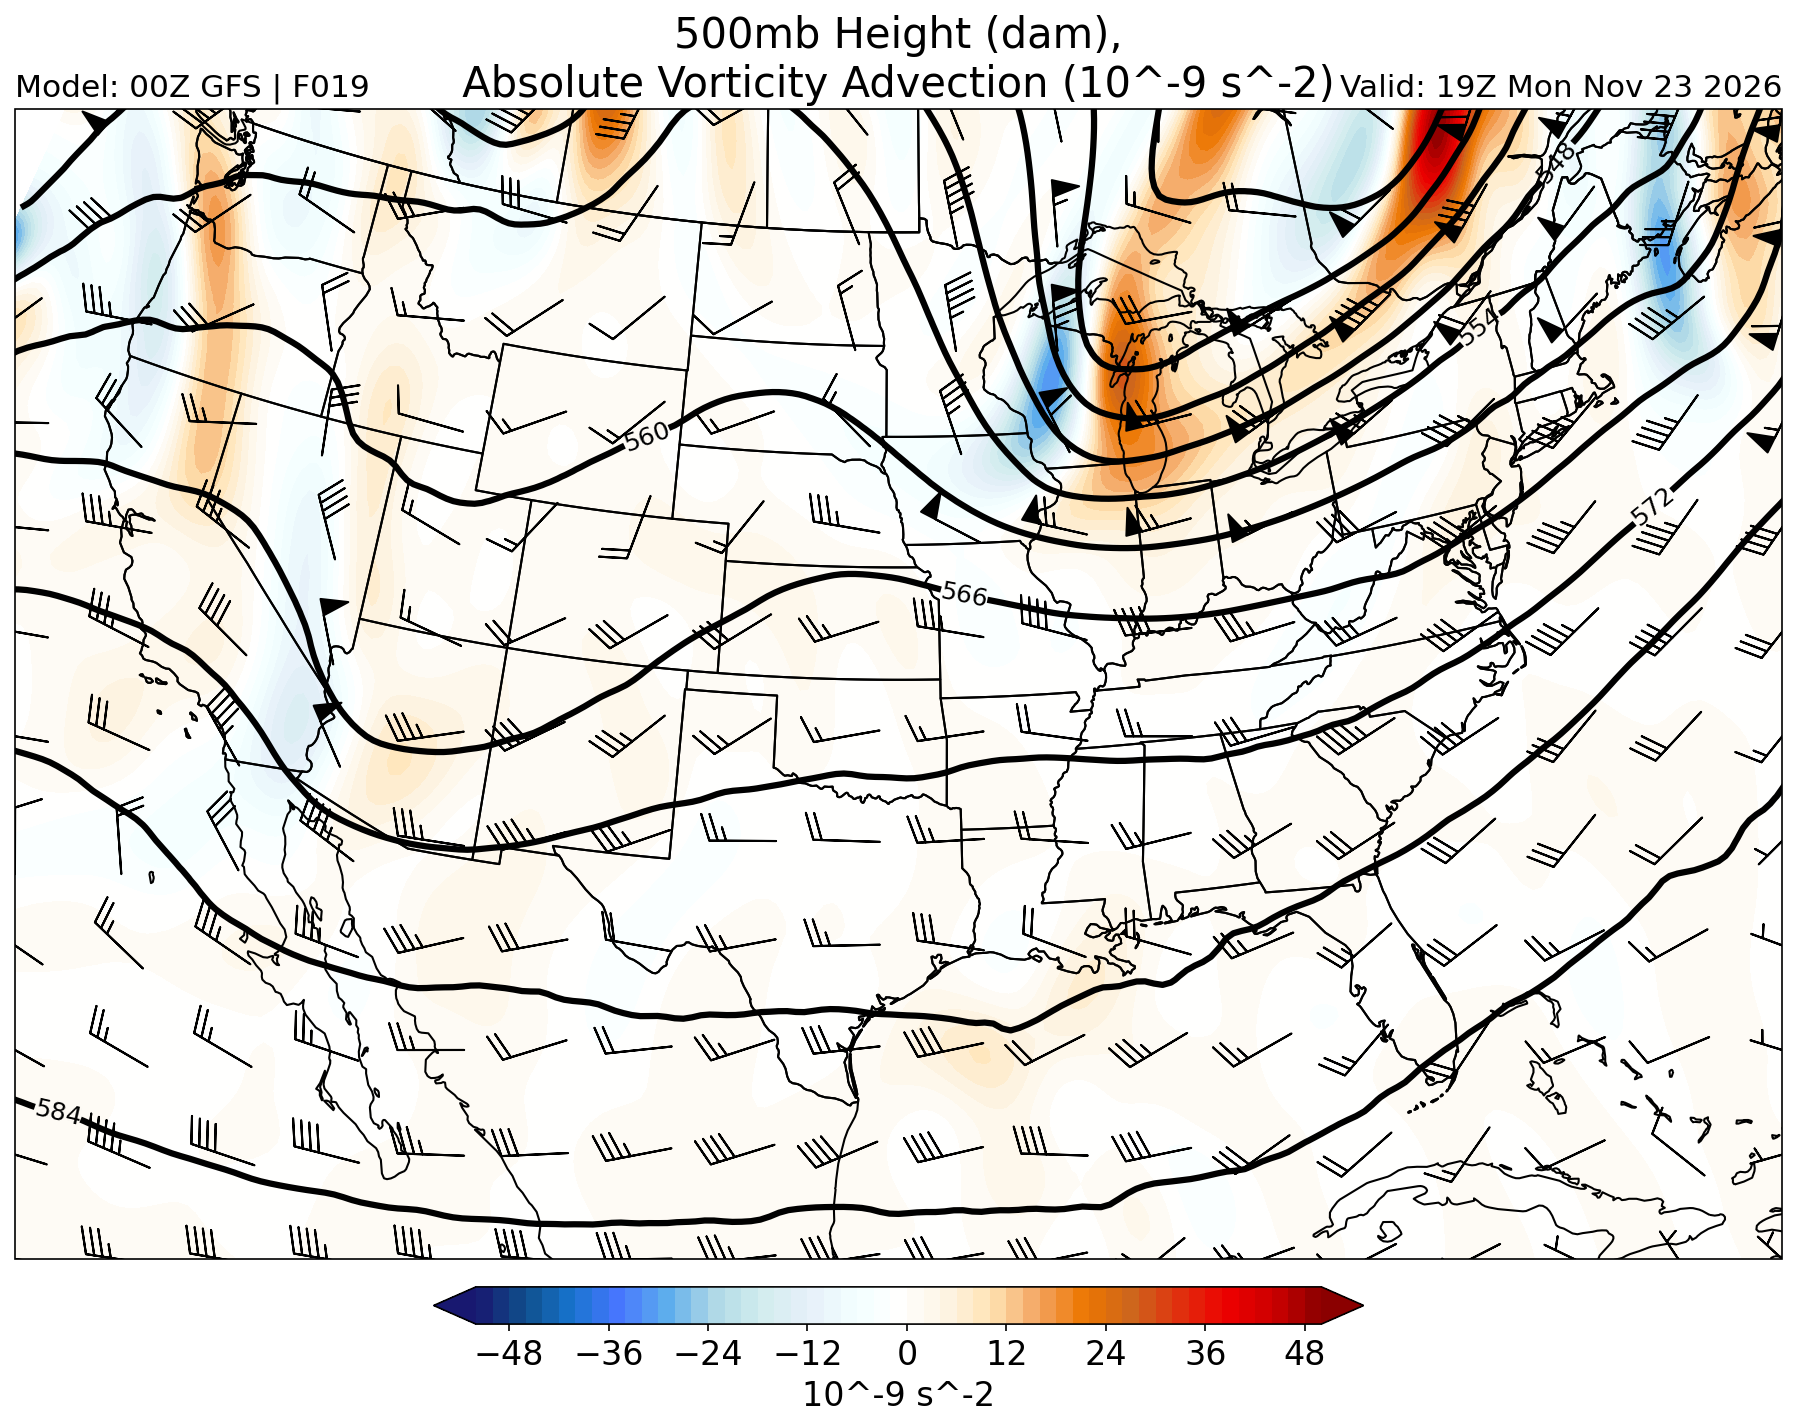 500mb Height (dam),
Model: 00Z GFS | F019
Absolute Vorticity Advection (10^-9 s^-2)
Valid: 19Z Mon Nov 23 2026
548
554
560
572
566
584
−48 −36 −24 −12 0 12 24 36 48
10^-9 s^-2